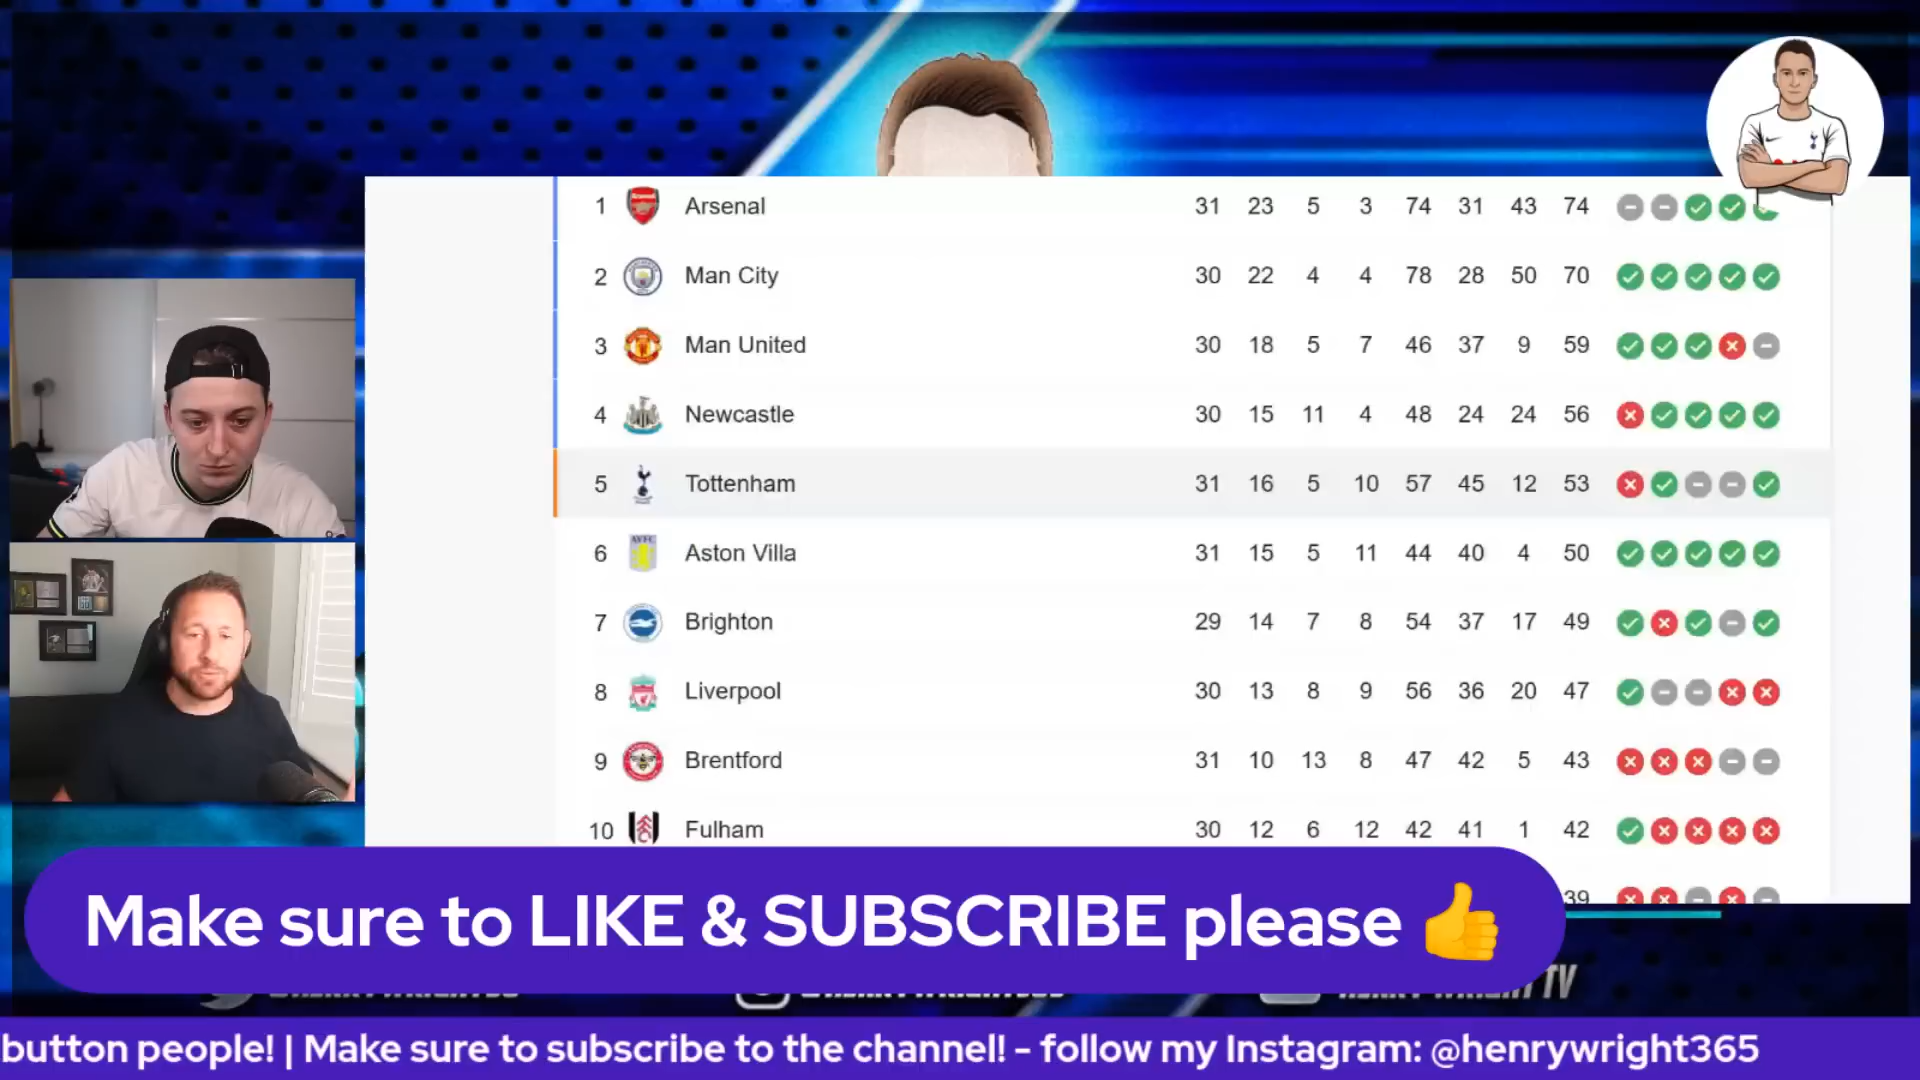 1 Arsenal 31 23 5 3 74 31 43 74
2 Man City 30 22 4 4 78 28 50 70
3 Man United 30 18 5 7 46 37 9 59
4 Newcastle 30 15 11 4 48 24 24 56
5 Tottenham 31 16 5 10 57 45 12 53
6 Aston Villa 31 15 5 11 44 40 4 50
7 Brighton 29 14 7 8 54 37 17 49
8 Liverpool 30 13 8 9 56 36 20 47
9 Brentford 31 10 13 8 47 42 5 43
10 Fulham 30 12 6 12 42 41 1 42
39
Make sure to LIKE & SUBSCRIBE please 👍
button people! | Make sure to subscribe to the channel! - follow my Instagram: @henrywright365